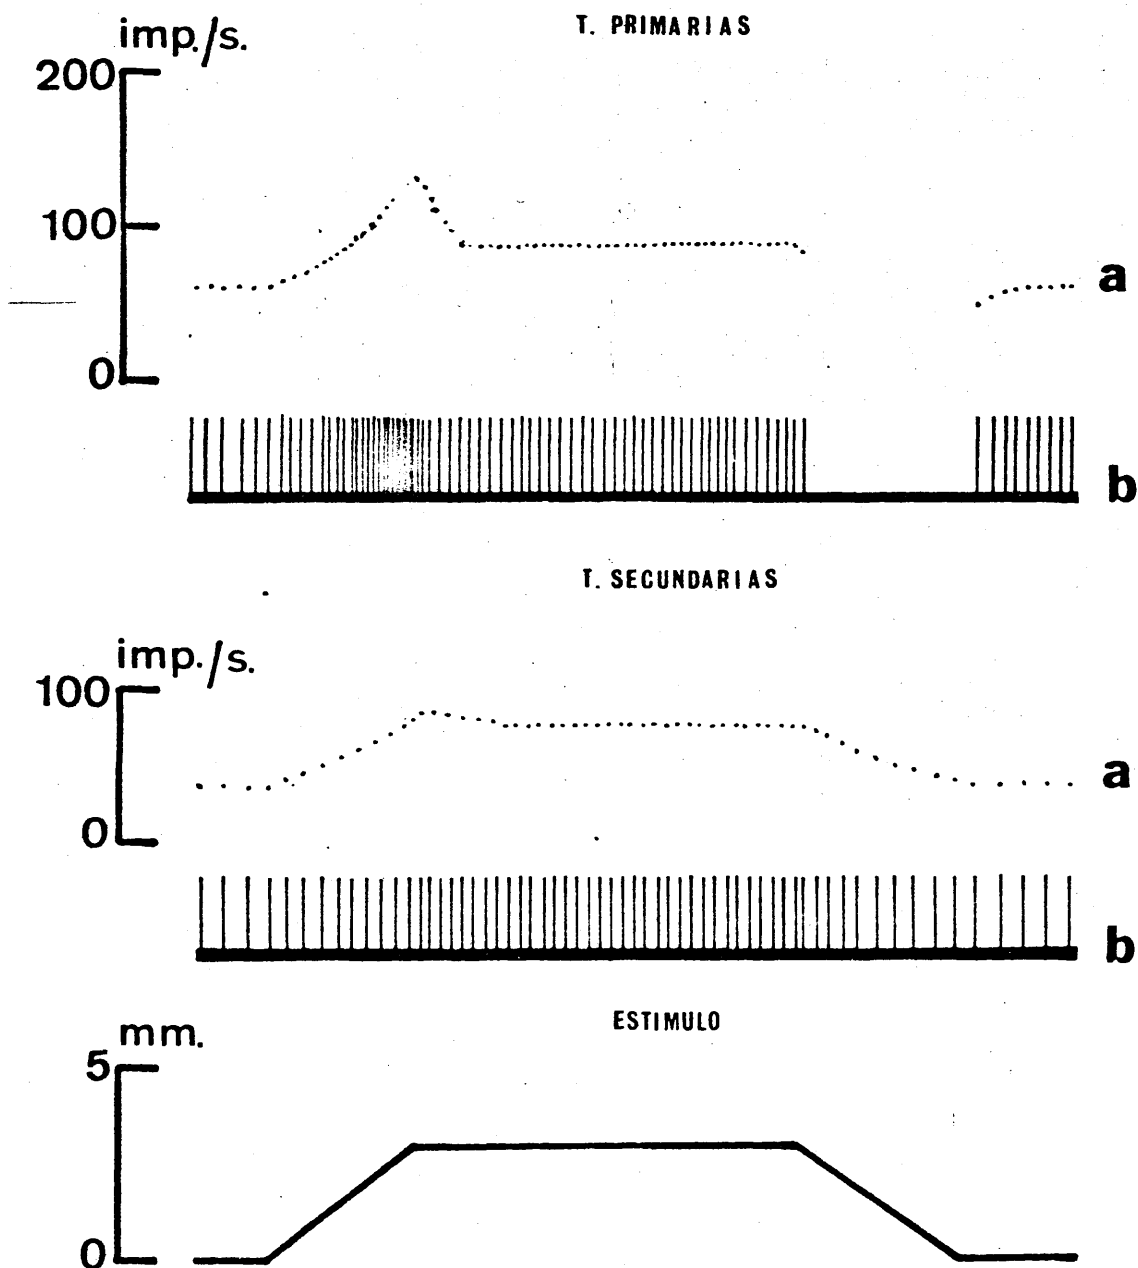 T. PRIMARIAS
imp./s.
200
100
0
a
b
T. SECUNDARIAS
imp./s.
100
0
a
b
ESTIMULO
mm.
5
0